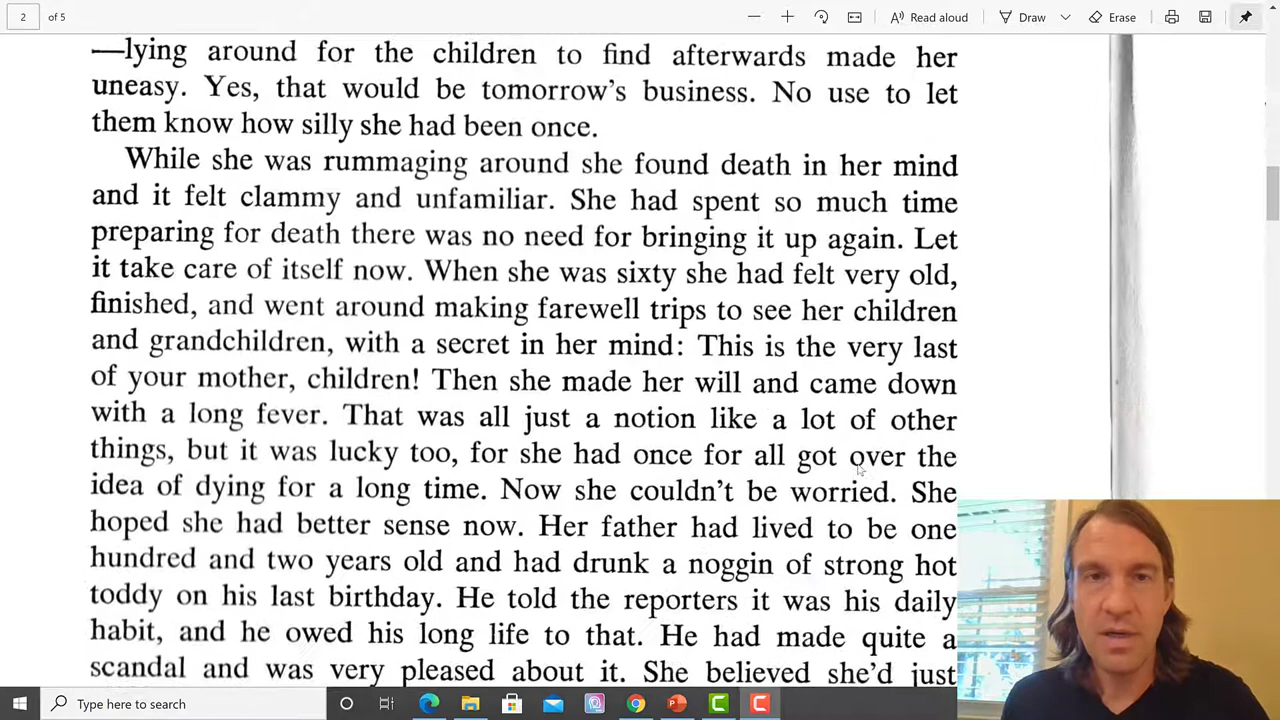 2 of 5
Read aloud
Draw
Erase
—lying around for the children to find afterwards made her
uneasy. Yes, that would be tomorrow's business. No use to let
them know how silly she had been once.
While she was rummaging around she found death in her mind
and it felt clammy and unfamiliar. She had spent so much time
preparing for death there was no need for bringing it up again. Let
it take care of itself now. When she was sixty she had felt very old,
finished, and went around making farewell trips to see her children
and grandchildren, with a secret in her mind: This is the very last
of your mother, children! Then she made her will and came down
with a long fever. That was all just a notion like a lot of other
things, but it was lucky too, for she had once for all got over the
idea of dying for a long time. Now she couldn't be worried. She
hoped she had better sense now. Her father had lived to be one
hundred and two years old and had drunk a noggin of strong hot
toddy on his last birthday. He told the reporters it was his daily
habit, and he owed his long life to that. He had made quite a
scandal and was very pleased about it. She believed she'd just
Type here to search